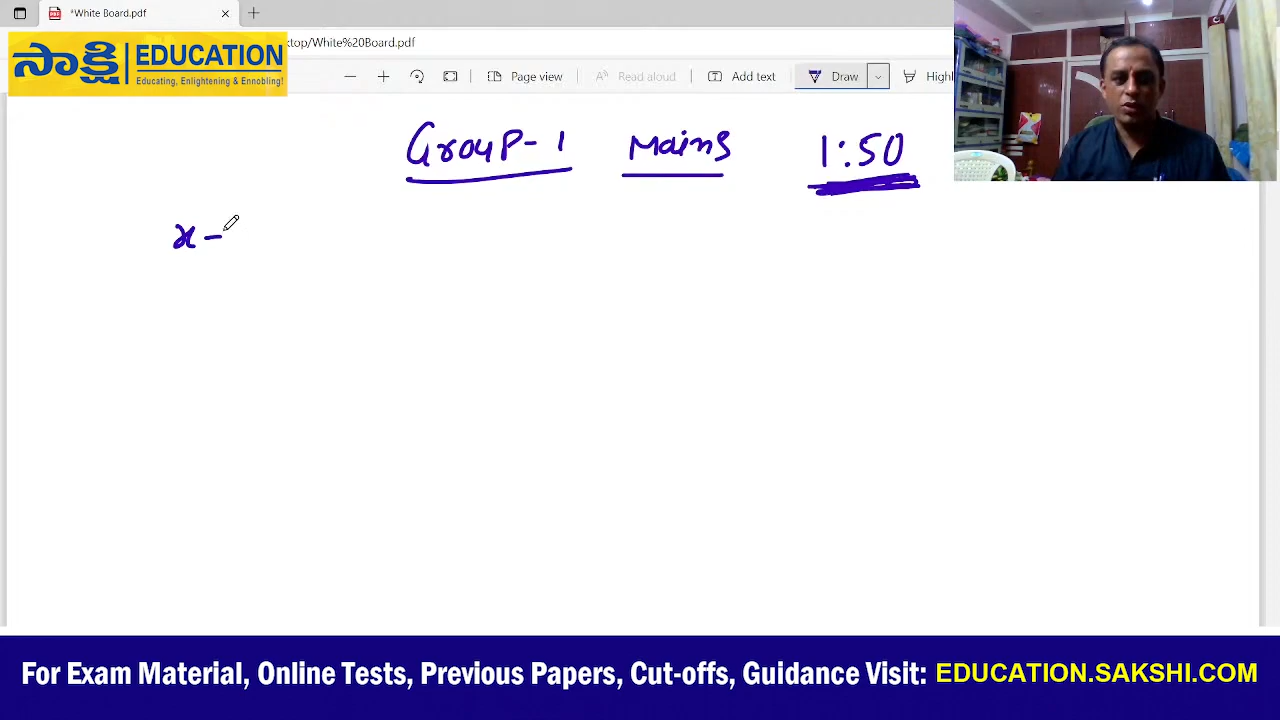 *White Board.pdf
ktop/White%20Board.pdf
సాక్షి EDUCATION
Educating, Enlightening & Ennobling!
Page view
Read aloud
Add text
Draw
Highl
Group-1 Mains 1:50
x-
For Exam Material, Online Tests, Previous Papers, Cut-offs, Guidance Visit: EDUCATION.SAKSHI.COM